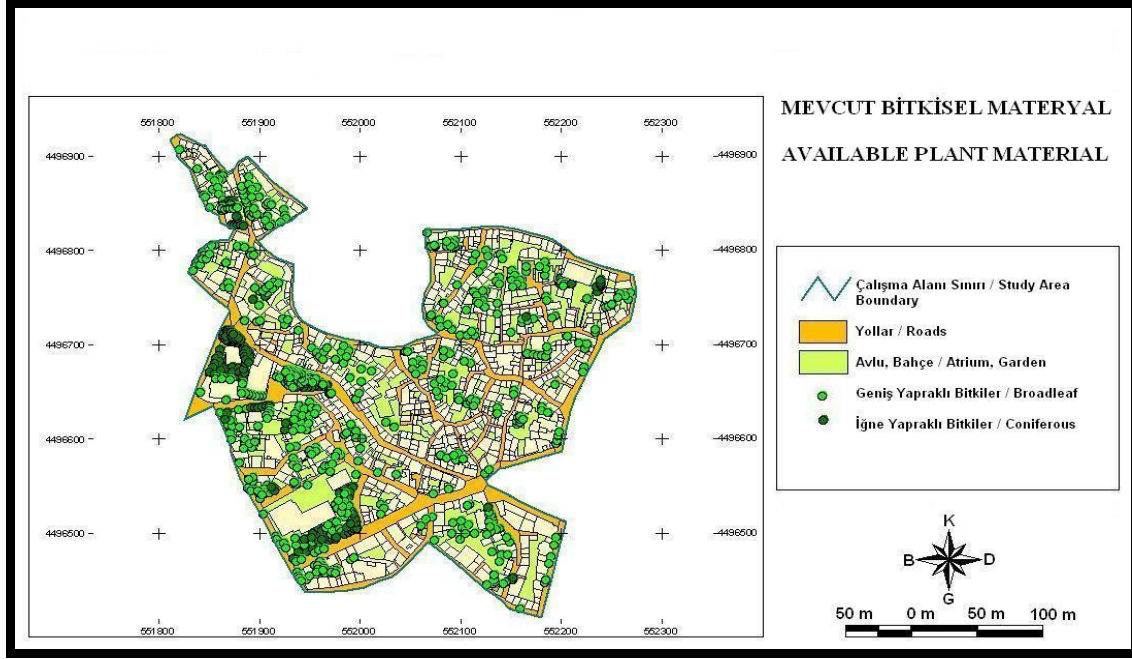 MEVCUT BİTKİSEL MATERYAL
AVAILABLE PLANT MATERIAL
551800 551900 552000 552100 552200 552300
4496900 4496900
4496800 4496800
4496700 4496700
4496600 4496600
4496500 4496500
551800 551900 552000 552100 552200 552300
Çalışma Alanı Sınırı / Study Area
Boundary
Yollar / Roads
Avlu, Bahçe / Atrium, Garden
Geniş Yapraklı Bitkiler / Broadleaf
İğne Yapraklı Bitkiler / Coniferous
K
B D
G
50 m 0 m 50 m 100 m